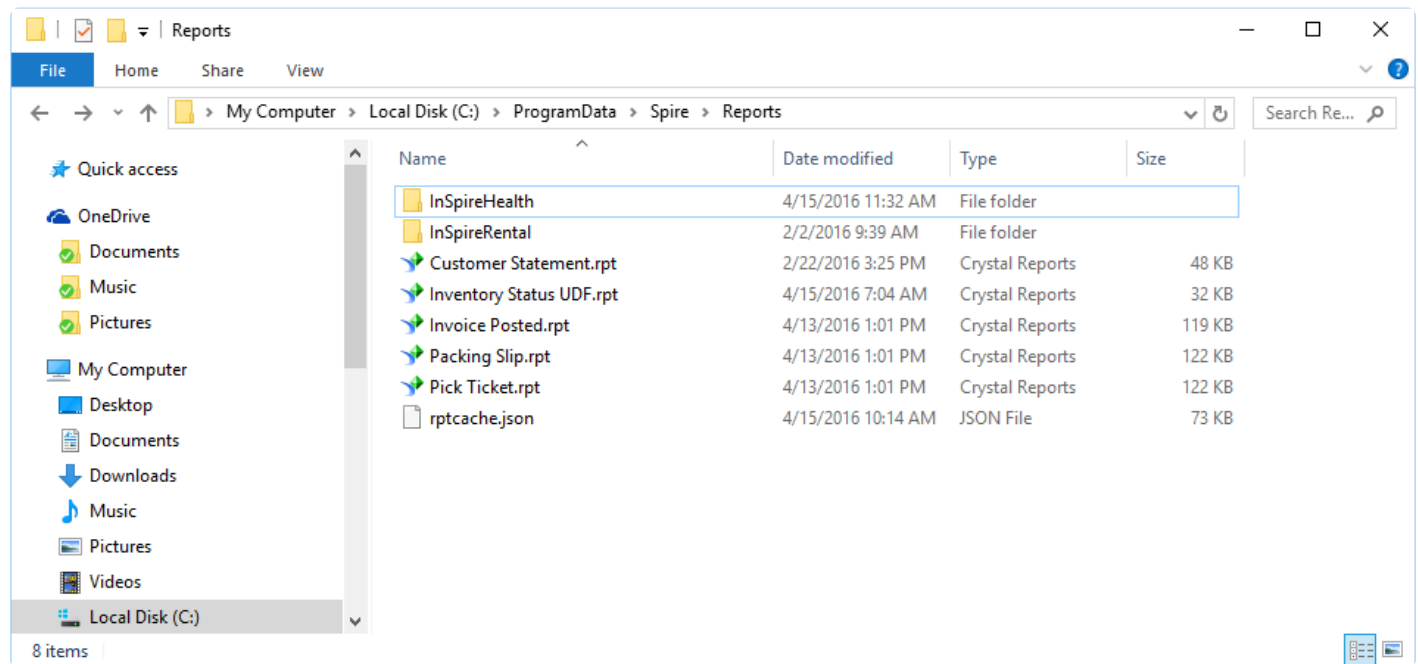 Reports
File Home Share View
My Computer > Local Disk (C:) > ProgramData > Spire > Reports
Search Re...
Name Date modified Type Size
Quick access
OneDrive
Documents
Music
Pictures
My Computer
Desktop
Documents
Downloads
Music
Pictures
Videos
Local Disk (C:)
InSpireHealth 4/15/2016 11:32 AM File folder
InSpireRental 2/2/2016 9:39 AM File folder
Customer Statement.rpt 2/22/2016 3:25 PM Crystal Reports 48 KB
Inventory Status UDF.rpt 4/15/2016 7:04 AM Crystal Reports 32 KB
Invoice Posted.rpt 4/13/2016 1:01 PM Crystal Reports 119 KB
Packing Slip.rpt 4/13/2016 1:01 PM Crystal Reports 122 KB
Pick Ticket.rpt 4/13/2016 1:01 PM Crystal Reports 122 KB
rptcache.json 4/15/2016 10:14 AM JSON File 73 KB
8 items